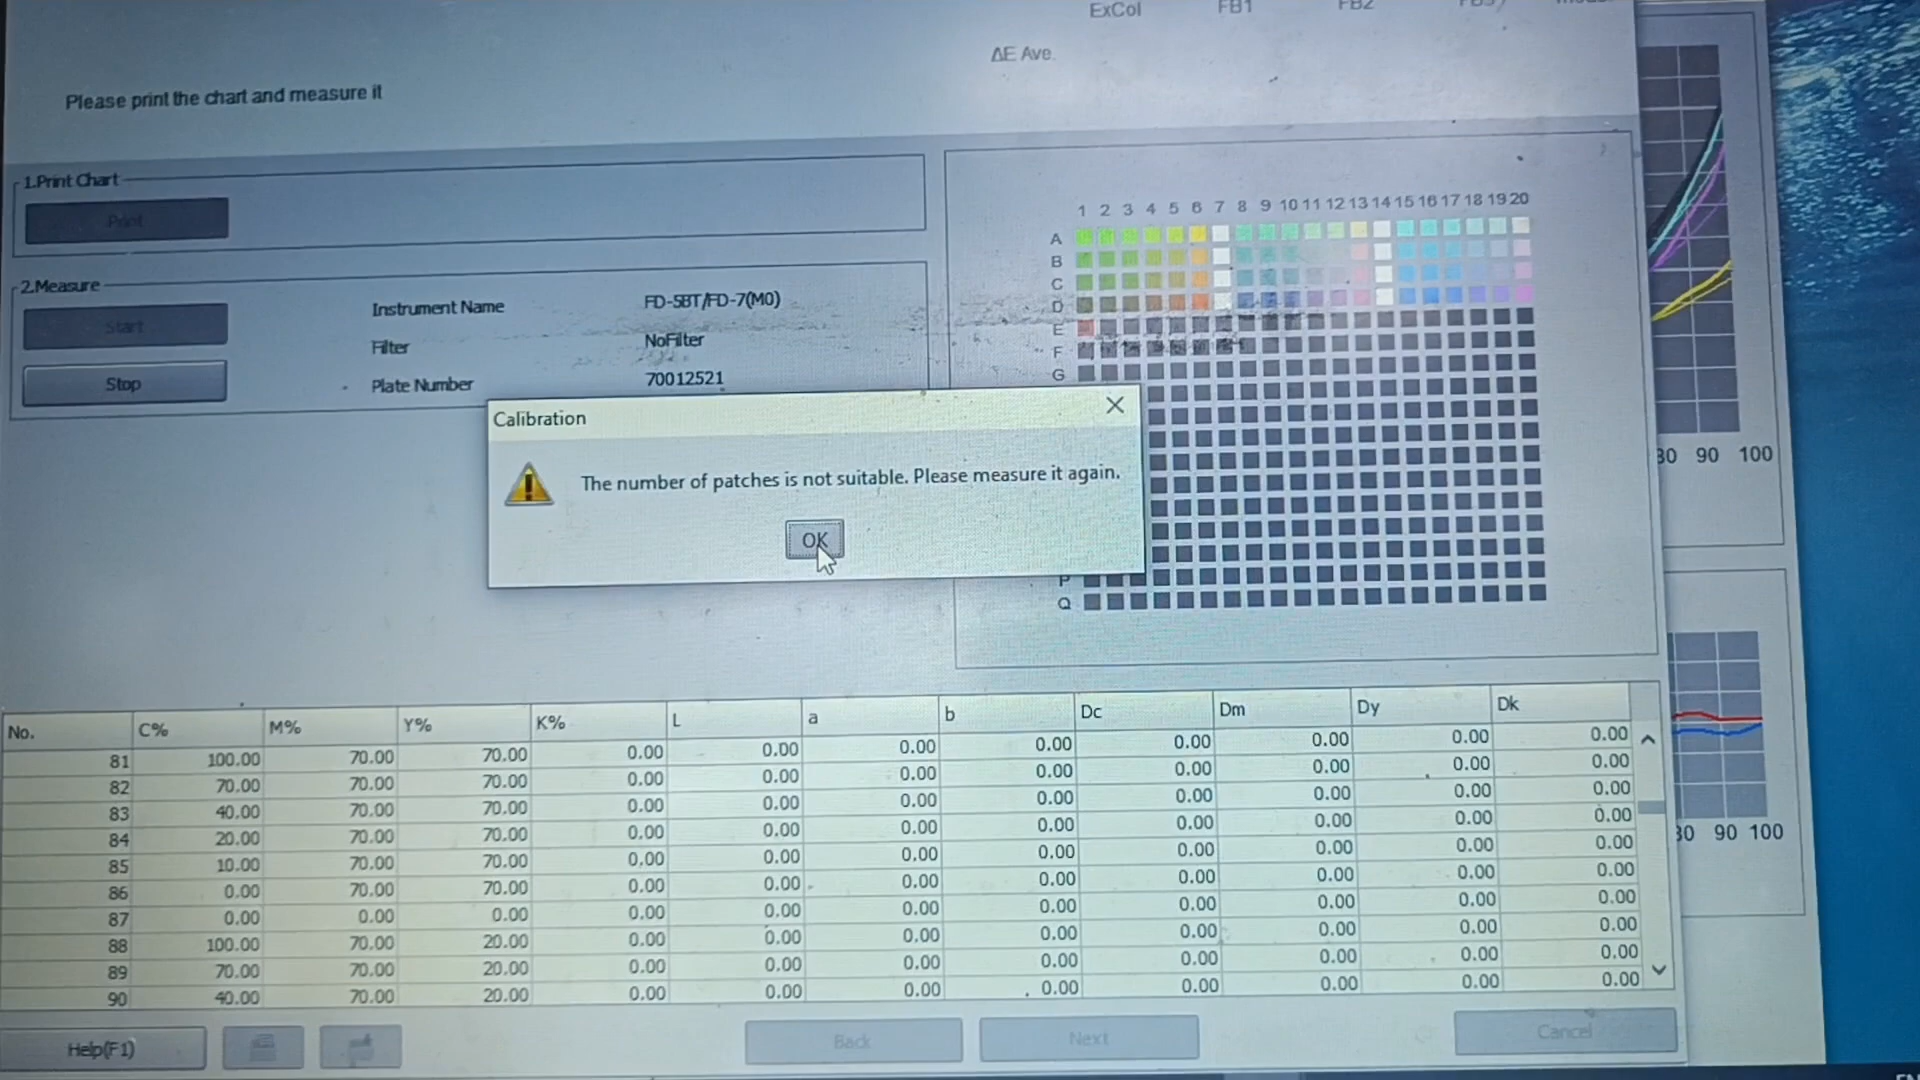 ExCol FB1 FB2
ΔE Ave.
Please print the chart and measure it
1.Print Chart
Print
2.Measure
Start
Stop
Instrument Name FD-5BT/FD-7(M0)
Filter NoFilter
Plate Number 70012521
1 2 3 4 5 6 7 8 9 10 11 12 13 14 15 16 17 18 19 20
A
B
C
D
E
F
G
P
Q
Calibration
The number of patches is not suitable. Please measure it again.
OK
80 90 100
80 90 100
No. C% M% Y% K% L a b Dc Dm Dy Dk
81 100.00 70.00 70.00 0.00 0.00 0.00 0.00 0.00 0.00 0.00 0.00
82 70.00 70.00 70.00 0.00 0.00 0.00 0.00 0.00 0.00 0.00 0.00
83 40.00 70.00 70.00 0.00 0.00 0.00 0.00 0.00 0.00 0.00 0.00
84 20.00 70.00 70.00 0.00 0.00 0.00 0.00 0.00 0.00 0.00 0.00
85 10.00 70.00 70.00 0.00 0.00 0.00 0.00 0.00 0.00 0.00 0.00
86 0.00 70.00 70.00 0.00 0.00 0.00 0.00 0.00 0.00 0.00 0.00
87 0.00 0.00 0.00 0.00 0.00 0.00 0.00 0.00 0.00 0.00 0.00
88 100.00 70.00 20.00 0.00 0.00 0.00 0.00 0.00 0.00 0.00 0.00
89 70.00 70.00 20.00 0.00 0.00 0.00 0.00 0.00 0.00 0.00 0.00
90 40.00 70.00 20.00 0.00 0.00 0.00 0.00 0.00 0.00 0.00 0.00
Help(F1) Back Next Cancel